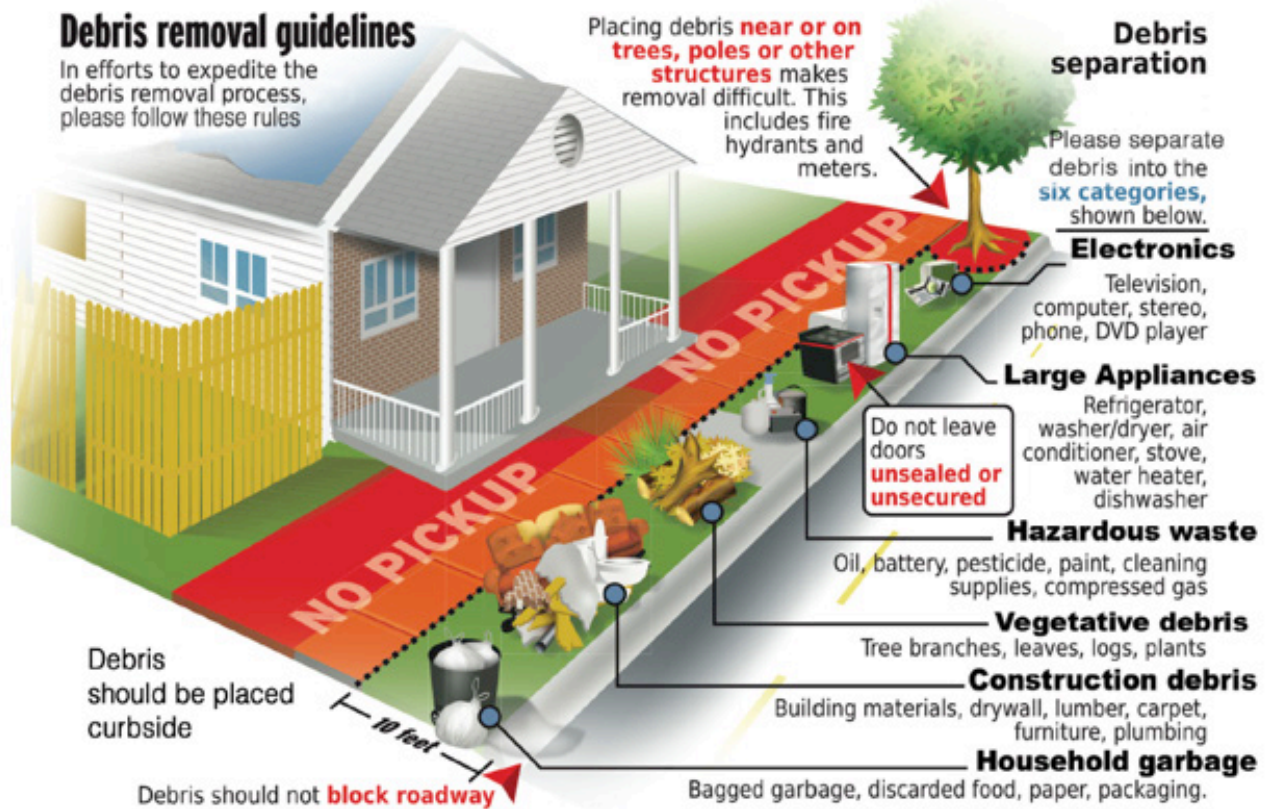 Debris removal guidelines
In efforts to expedite the
debris removal process,
please follow these rules
Placing debris near or on
trees, poles or other
structures makes
removal difficult. This
includes fire
hydrants and
meters.
Debris
separation
Please separate
debris into the
six categories,
shown below.
Electronics
Television,
computer, stereo,
phone, DVD player
Large Appliances
Refrigerator,
washer/dryer, air
conditioner, stove,
water heater,
dishwasher
Do not leave
doors
unsealed or
unsecured
Hazardous waste
Oil, battery, pesticide, paint, cleaning
supplies, compressed gas
Vegetative debris
Tree branches, leaves, logs, plants
Construction debris
Building materials, drywall, lumber, carpet,
furniture, plumbing
Household garbage
Bagged garbage, discarded food, paper, packaging.
NO PICKUP
NO PICKUP
Debris
should be placed
curbside
10 feet
Debris should not block roadway